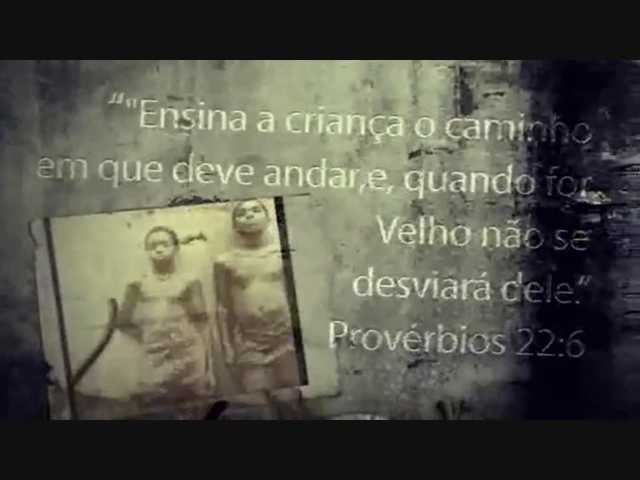 “"Ensina a criança o caminho
em que deve andar,e, quando for
Velho não se
desviará dele.”
Provérbios 22:6